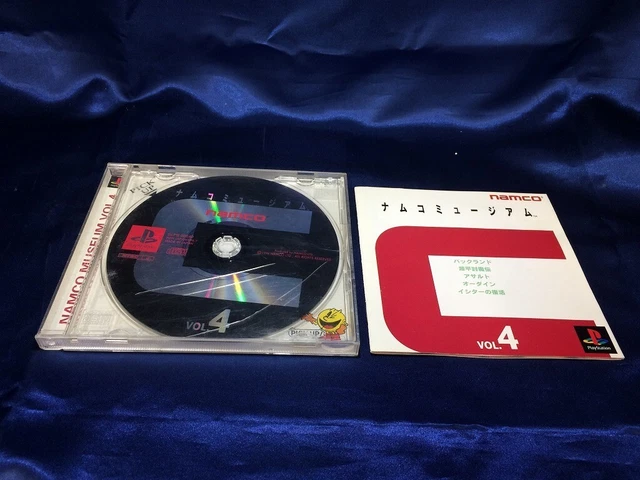 NAMCO MUSEUM VOL.4
PICK UP
ナムコミュージアム
namco
VOL.4
namco
ナムコミュージアム
パックランド
源平討魔伝
アサルト
オーダイン
イシターの復活
VOL.4
PlayStation